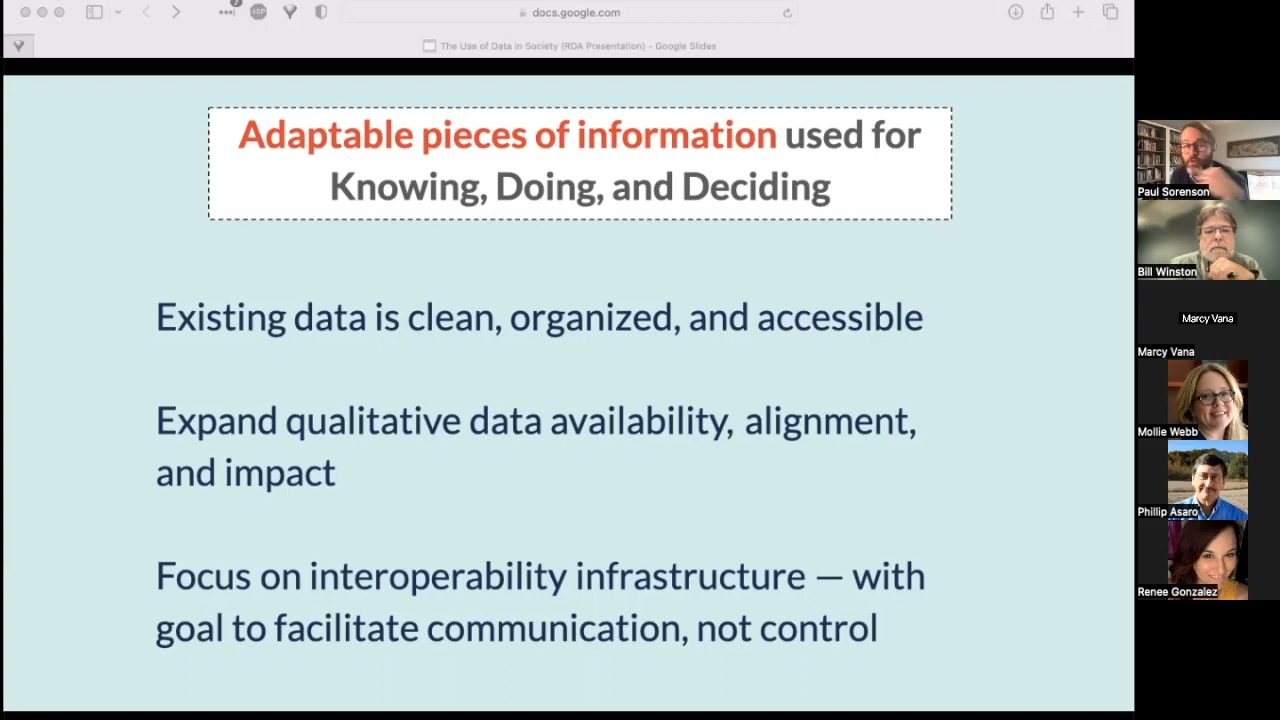 7
ABP
docs.google.com
The Use of Data in Society (RDA Presentation) – Google Slides
Adaptable pieces of information used for
Knowing, Doing, and Deciding
Existing data is clean, organized, and accessible
Expand qualitative data availability, alignment,
and impact
Focus on interoperability infrastructure — with
goal to facilitate communication, not control
Paul Sorenson
Bill Winston
Marcy Vana
Marcy Vana
Mollie Webb
Phillip Asaro
Renee Gonzalez